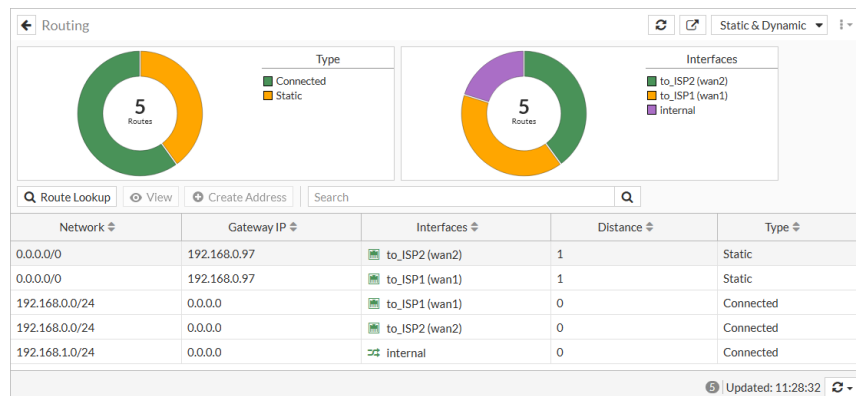 Routing
Static & Dynamic
Type
Connected
Static
5
Routes
Interfaces
to_ISP2 (wan2)
to_ISP1 (wan1)
internal
5
Routes
Route Lookup View Create Address Search
Network Gateway IP Interfaces Distance Type
0.0.0.0/0 192.168.0.97 to_ISP2 (wan2) 1 Static
0.0.0.0/0 192.168.0.97 to_ISP1 (wan1) 1 Static
192.168.0.0/24 0.0.0.0 to_ISP1 (wan1) 0 Connected
192.168.0.0/24 0.0.0.0 to_ISP2 (wan2) 0 Connected
192.168.1.0/24 0.0.0.0 internal 0 Connected
5 Updated: 11:28:32